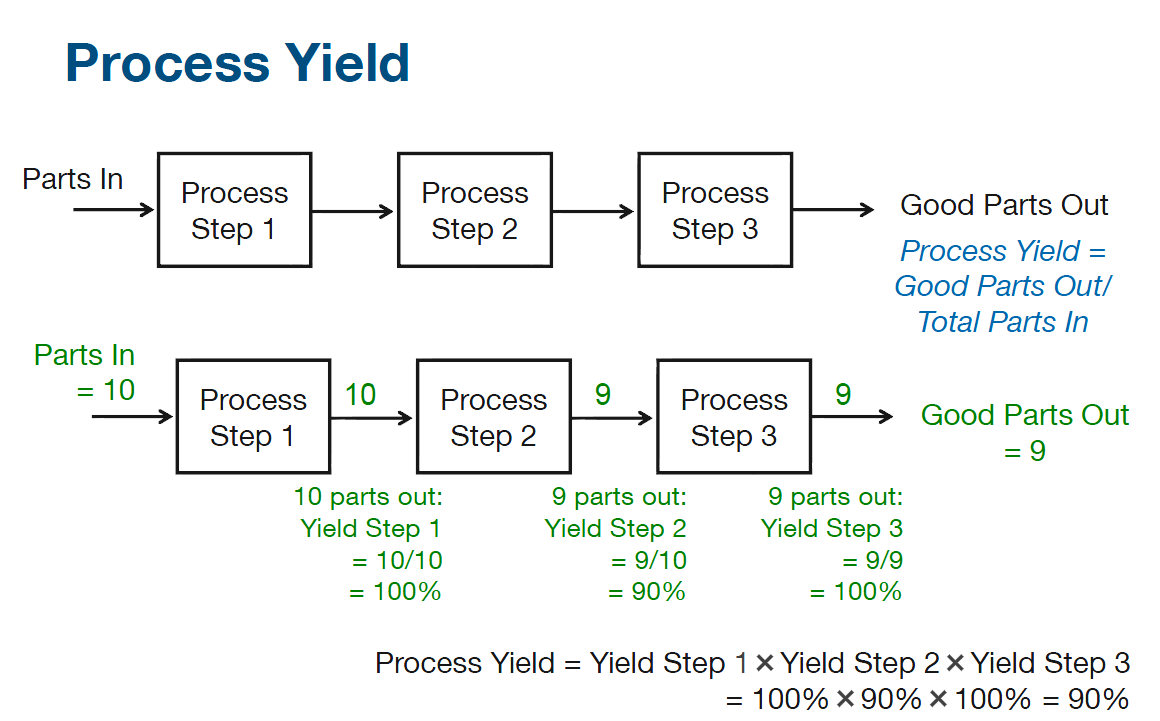 Process Yield
Parts In
Process
Step 1
Process
Step 2
Process
Step 3
Good Parts Out
Process Yield =
Good Parts Out/
Total Parts In
Parts In
= 10
Process
Step 1
10
Process
Step 2
9
Process
Step 3
9
Good Parts Out
= 9
10 parts out:
Yield Step 1
= 10/10
= 100%
9 parts out:
Yield Step 2
= 9/10
= 90%
9 parts out:
Yield Step 3
= 9/9
= 100%
Process Yield = Yield Step 1 × Yield Step 2 × Yield Step 3
= 100% × 90% × 100% = 90%